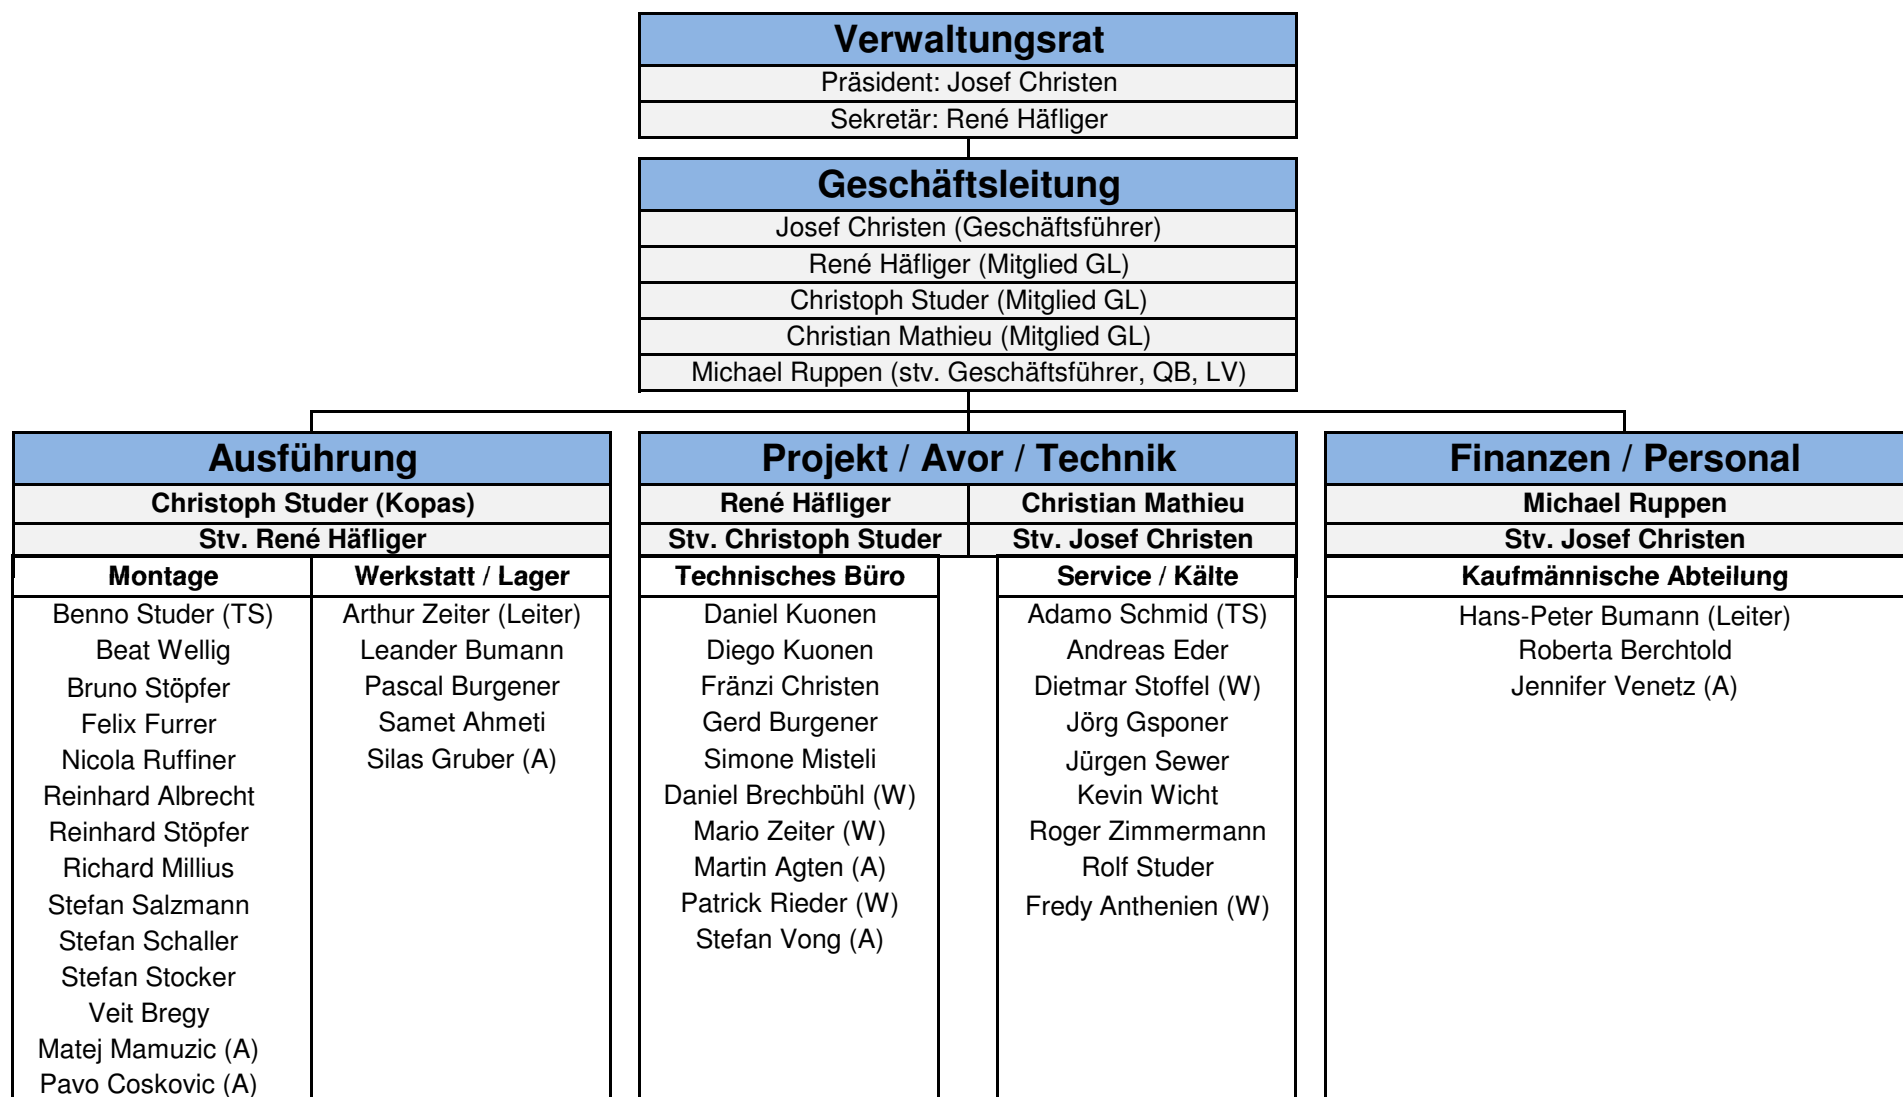 Verwaltungsrat
Präsident: Josef Christen
Sekretär: René Häfliger
Geschäftsleitung
Josef Christen (Geschäftsführer)
René Häfliger (Mitglied GL)
Christoph Studer (Mitglied GL)
Christian Mathieu (Mitglied GL)
Michael Ruppen (stv. Geschäftsführer, QB, LV)
Ausführung
Christoph Studer (Kopas)
Stv. René Häfliger
Montage
Benno Studer (TS)
Beat Wellig
Bruno Stöpfer
Felix Furrer
Nicola Ruffiner
Reinhard Albrecht
Reinhard Stöpfer
Richard Millius
Stefan Salzmann
Stefan Schaller
Stefan Stocker
Veit Bregy
Matej Mamuzic (A)
Pavo Coskovic (A)
Werkstatt / Lager
Arthur Zeiter (Leiter)
Leander Bumann
Pascal Burgener
Samet Ahmeti
Silas Gruber (A)
Projekt / Avor / Technik
René Häfliger
Stv. Christoph Studer
Technisches Büro
Daniel Kuonen
Diego Kuonen
Fränzi Christen
Gerd Burgener
Simone Misteli
Daniel Brechbühl (W)
Mario Zeiter (W)
Martin Agten (A)
Patrick Rieder (W)
Stefan Vong (A)
Christian Mathieu
Stv. Josef Christen
Service / Kälte
Adamo Schmid (TS)
Andreas Eder
Dietmar Stoffel (W)
Jörg Gsponer
Jürgen Sewer
Kevin Wicht
Roger Zimmermann
Rolf Studer
Fredy Anthenien (W)
Finanzen / Personal
Michael Ruppen
Stv. Josef Christen
Kaufmännische Abteilung
Hans-Peter Bumann (Leiter)
Roberta Berchtold
Jennifer Venetz (A)